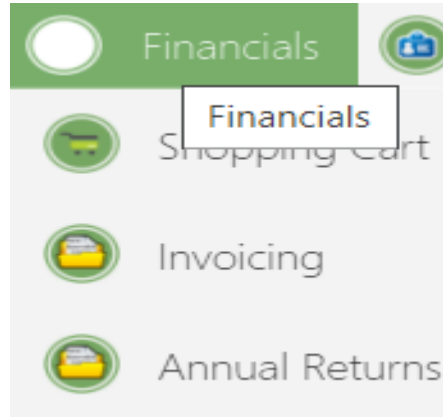 Financials
Financials
Shopping Cart
Invoicing
Annual Returns